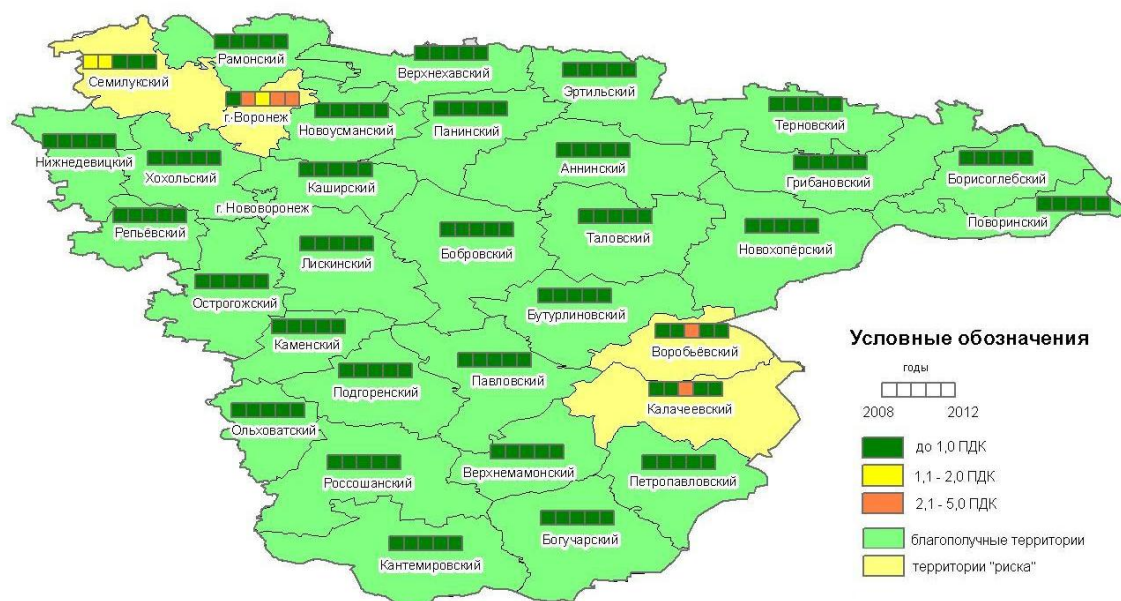 Рамонский
Верхнехавский
Семилукский
Эртильский
г.-Воронеж
Новоусманский
Панинский
Терновский
Нижнедевицкий
Хохольский
Каширский
Аннинский
Грибановский
Борисоглебский
г. Нововоронеж
Поворинский
Репьёвский
Лискинский
Бобровский
Таловский
Новохопёрский
Острогожский
Бутурлиновский
Каменский
Воробьёвский
Подгоренский
Павловский
Калачеевский
Ольховатский
Россошанский
Верхнемамонский
Петропавловский
Богучарский
Кантемировский
Условные обозначения
годы
2008 2012
до 1,0 ПДК
1,1 - 2,0 ПДК
2,1 - 5,0 ПДК
благополучные территории
территории "риска"